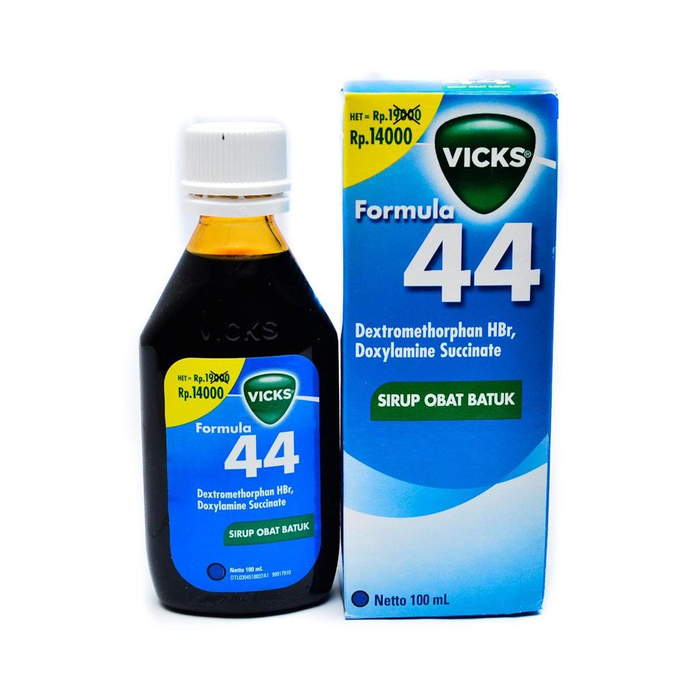 VICKS
HET = Rp.19000
Rp.14000
VICKS
Formula
44
Dextromethorphan HBr,
Doxylamine Succinate
SIRUP OBAT BATUK
Netto 100 mL
44
HET = Rp.19000
Rp.14000
VICKS®
Formula
44
Dextromethorphan HBr,
Doxylamine Succinate
SIRUP OBAT BATUK
Netto 100 mL